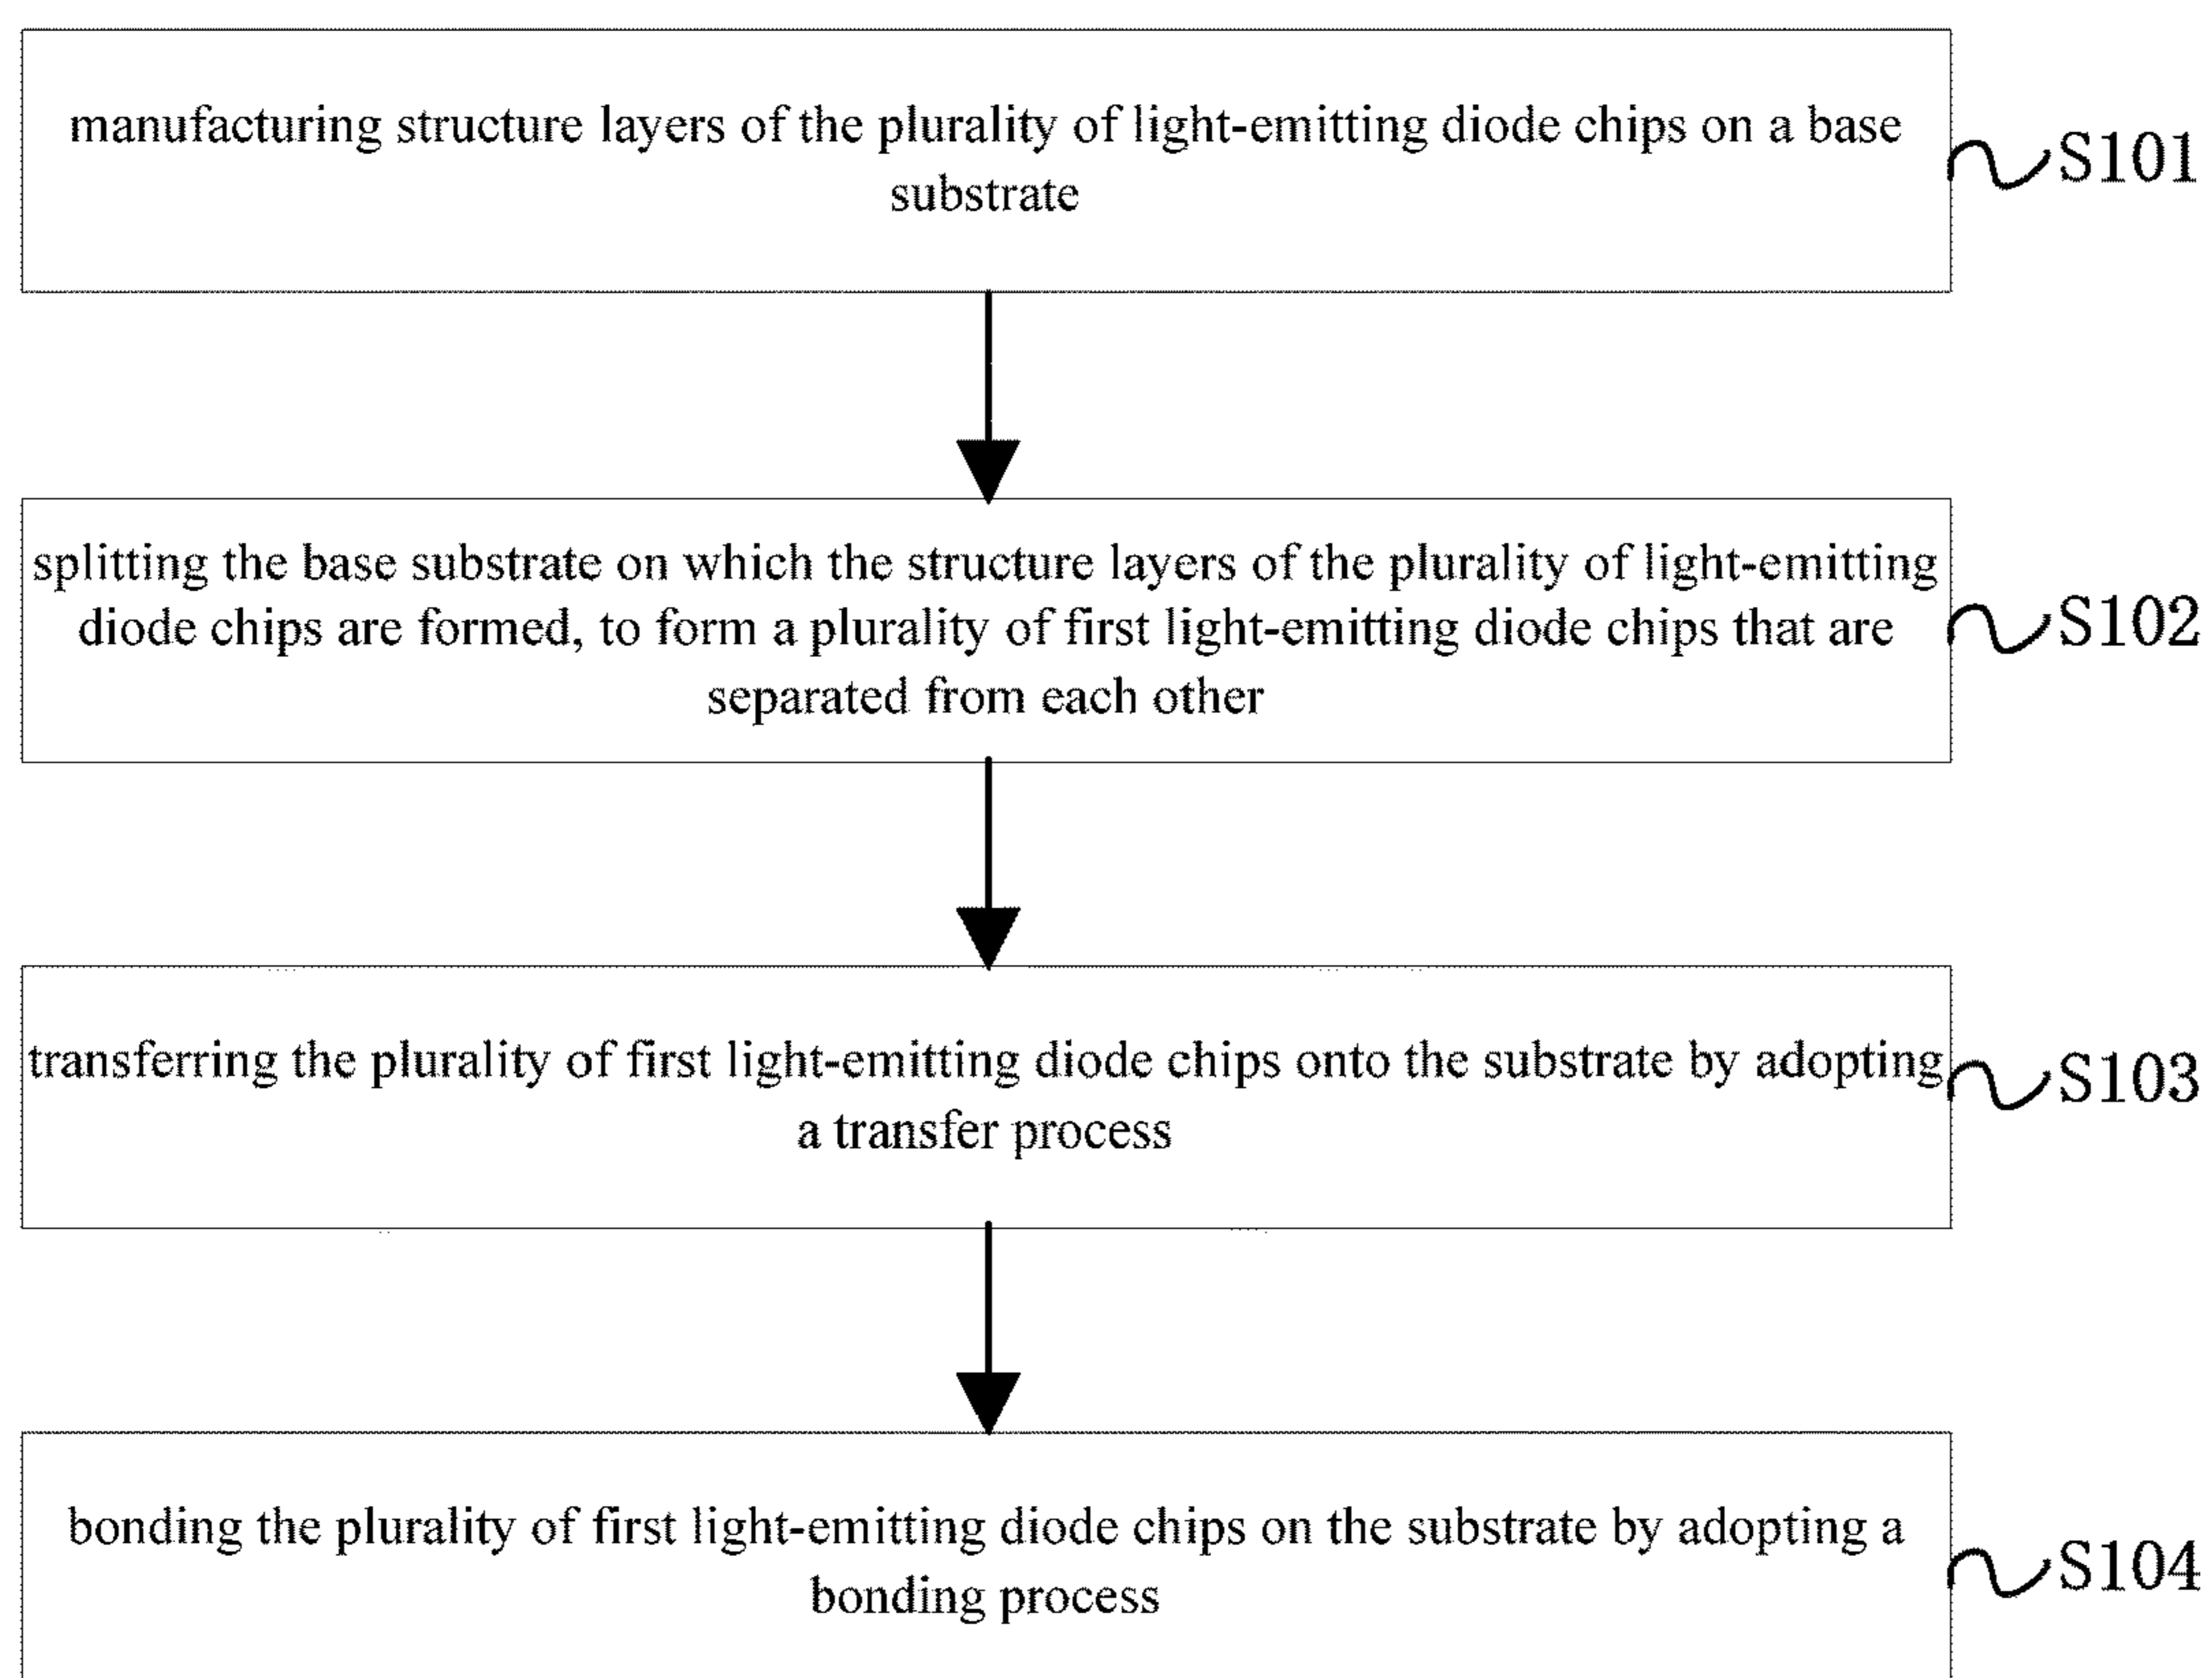 manufacturing structure layers of the plurality of light-emitting diode chips on a base
substrate
S101
splitting the base substrate on which the structure layers of the plurality of light-emitting
diode chips are formed, to form a plurality of first light-emitting diode chips that are
separated from each other
S102
transferring the plurality of first light-emitting diode chips onto the substrate by adopting
a transfer process
S103
bonding the plurality of first light-emitting diode chips on the substrate by adopting a
bonding process
S104